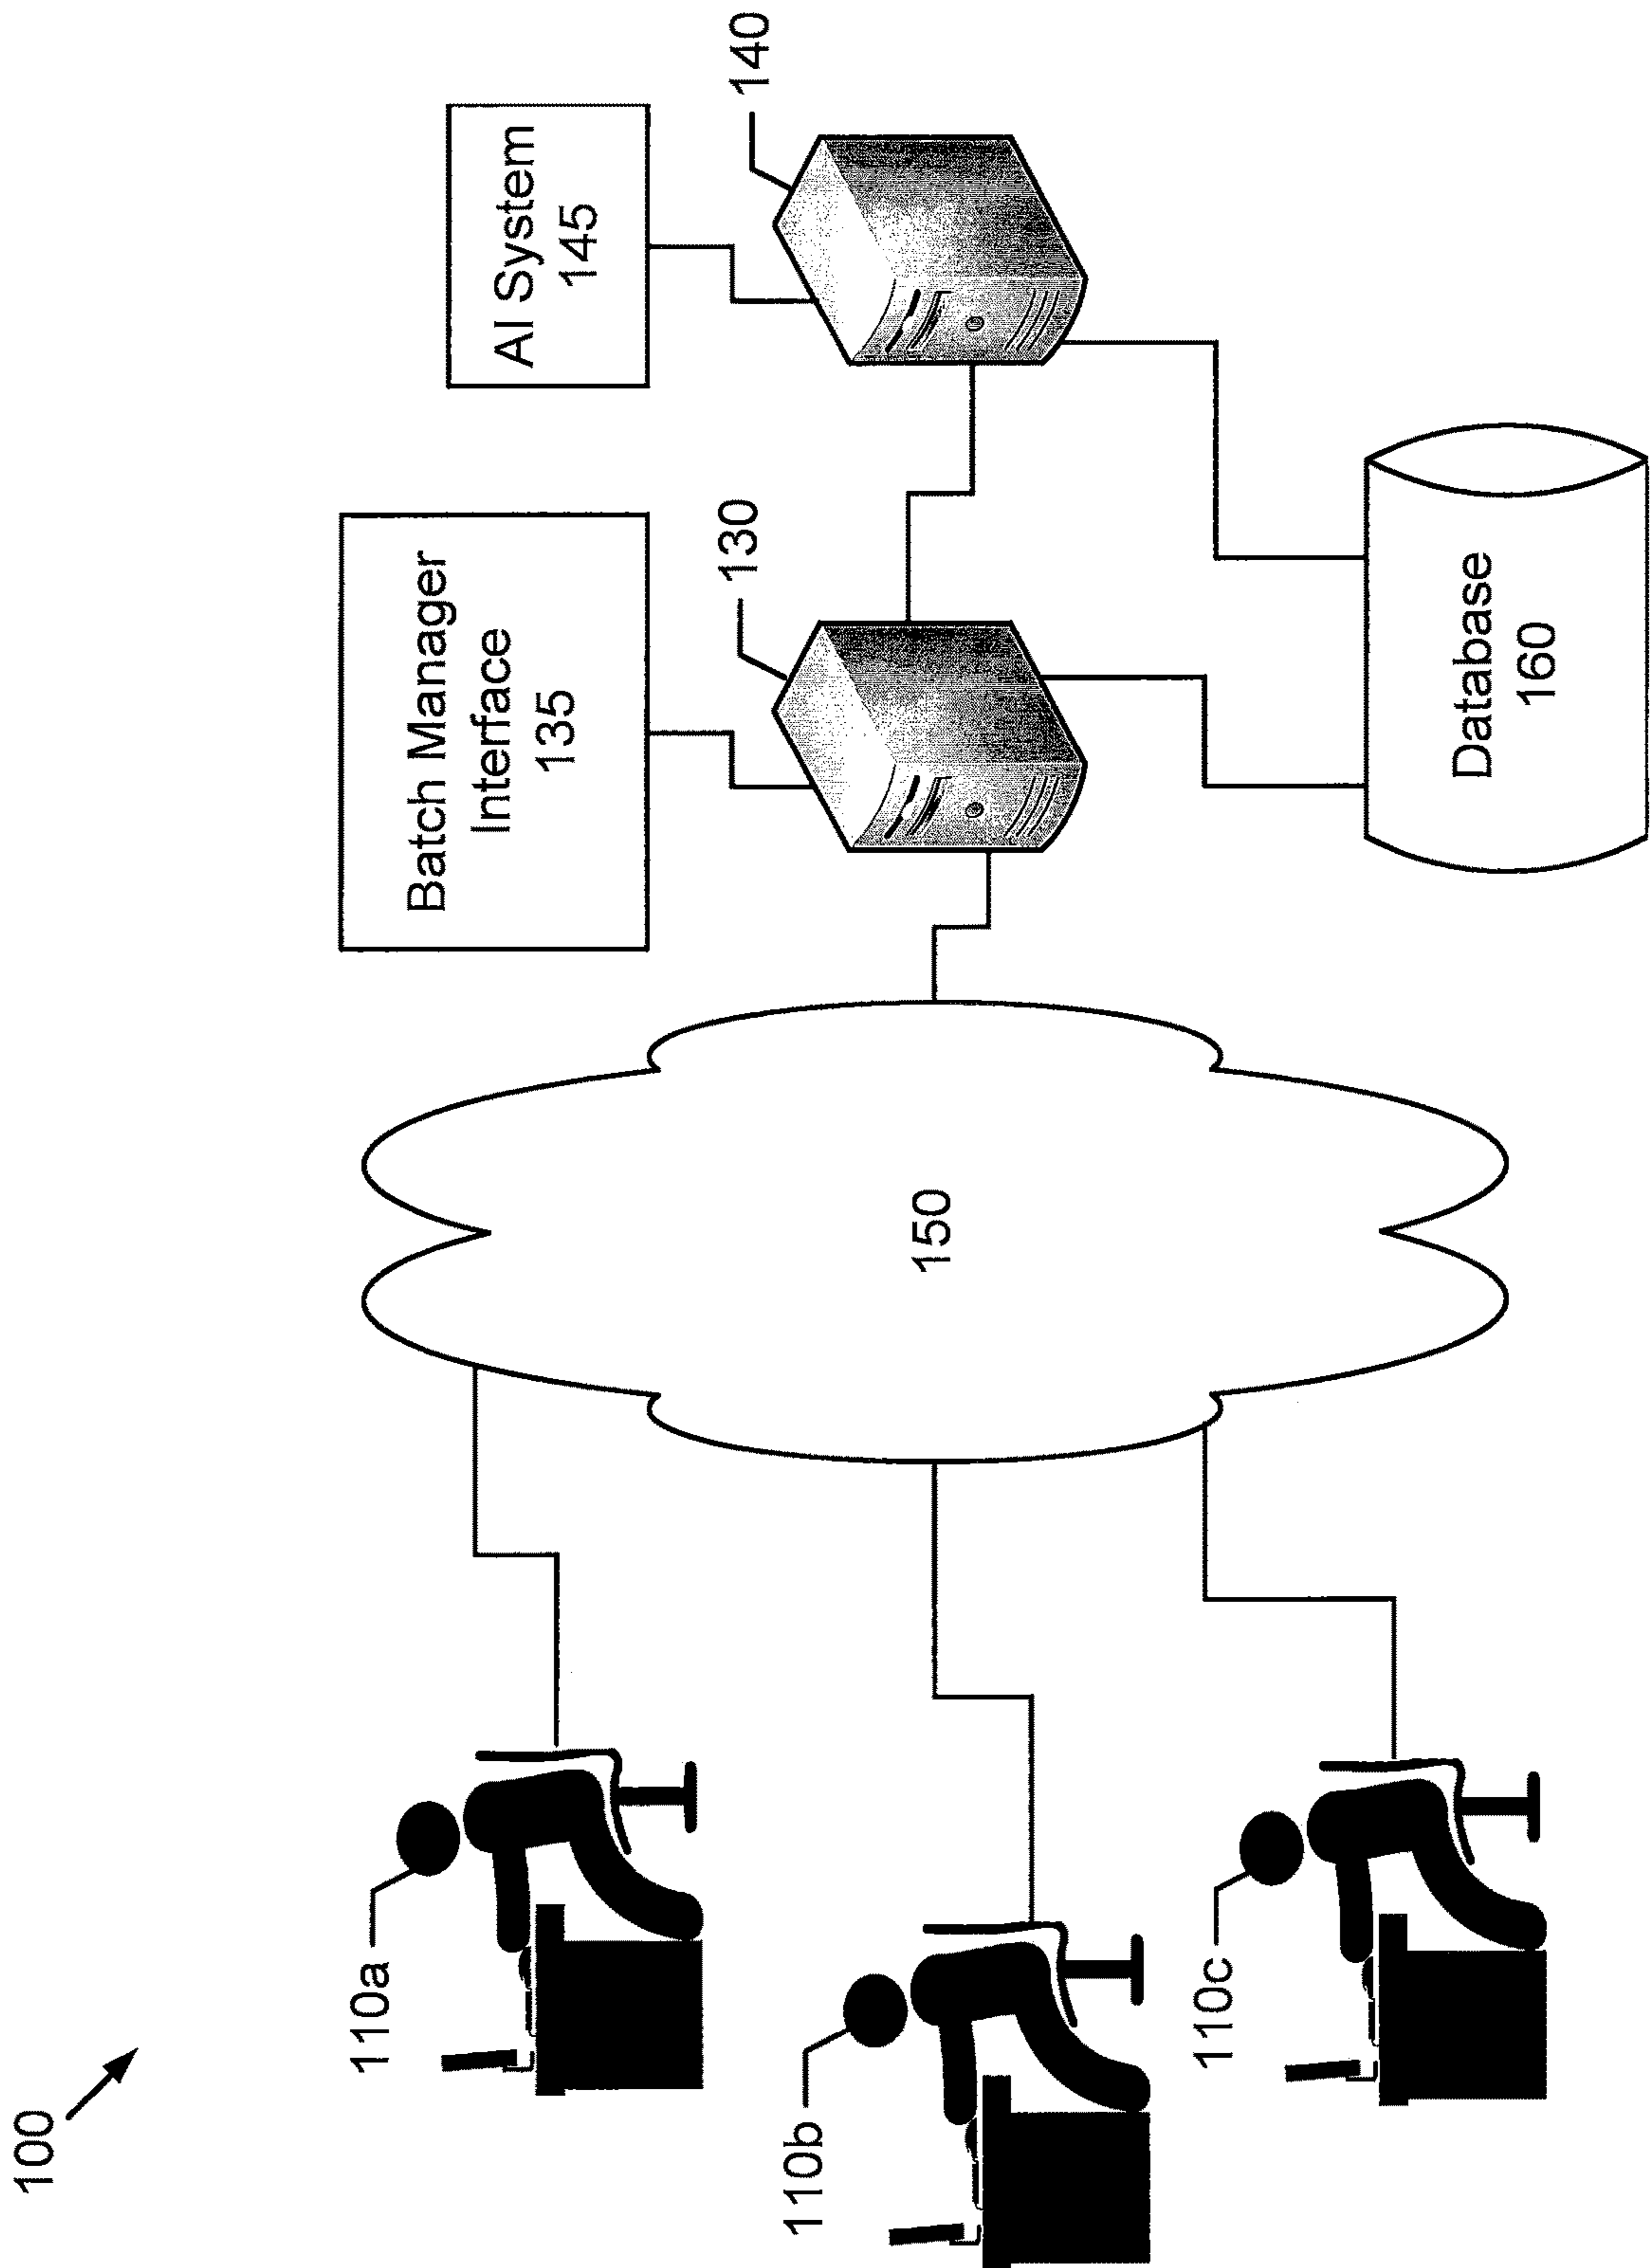 100
110a
110b
110c
150
Batch Manager
Interface
135
130
AI System
145
140
Database
160